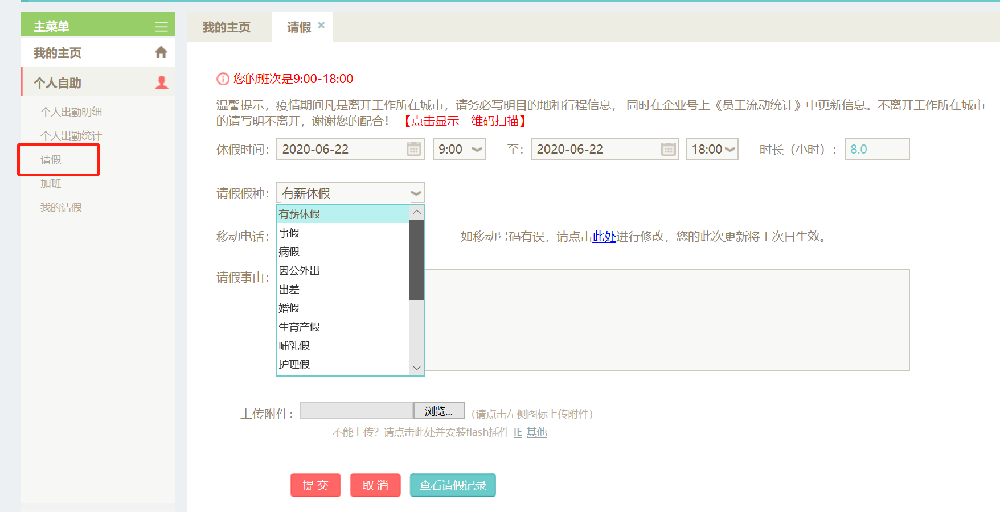 主菜单
我的主页
个人自助
个人出勤明细
个人出勤统计
请假
加班
我的请假
我的主页
请假
您的班次是9:00-18:00
温馨提示，疫情期间凡是离开工作所在城市，请务必写明目的地和行程信息， 同时在企业号上《员工流动统计》中更新信息。不离开工作所在城市
的请写明不离开，谢谢您的配合！ 【点击显示二维码扫描】
休假时间： 2020-06-22 9:00 至： 2020-06-22 18:00 时长（小时）： 8.0
请假假种： 有薪休假
有薪休假
事假
病假
因公外出
出差
婚假
生育产假
哺乳假
护理假
移动电话： 如移动号码有误，请点击此处进行修改，您的此次更新将于次日生效。
请假事由：
上传附件： 浏览... （请点击左侧图标上传附件）
不能上传？请点击此处并安装flash插件 IE 其他
提 交 取 消 查看请假记录